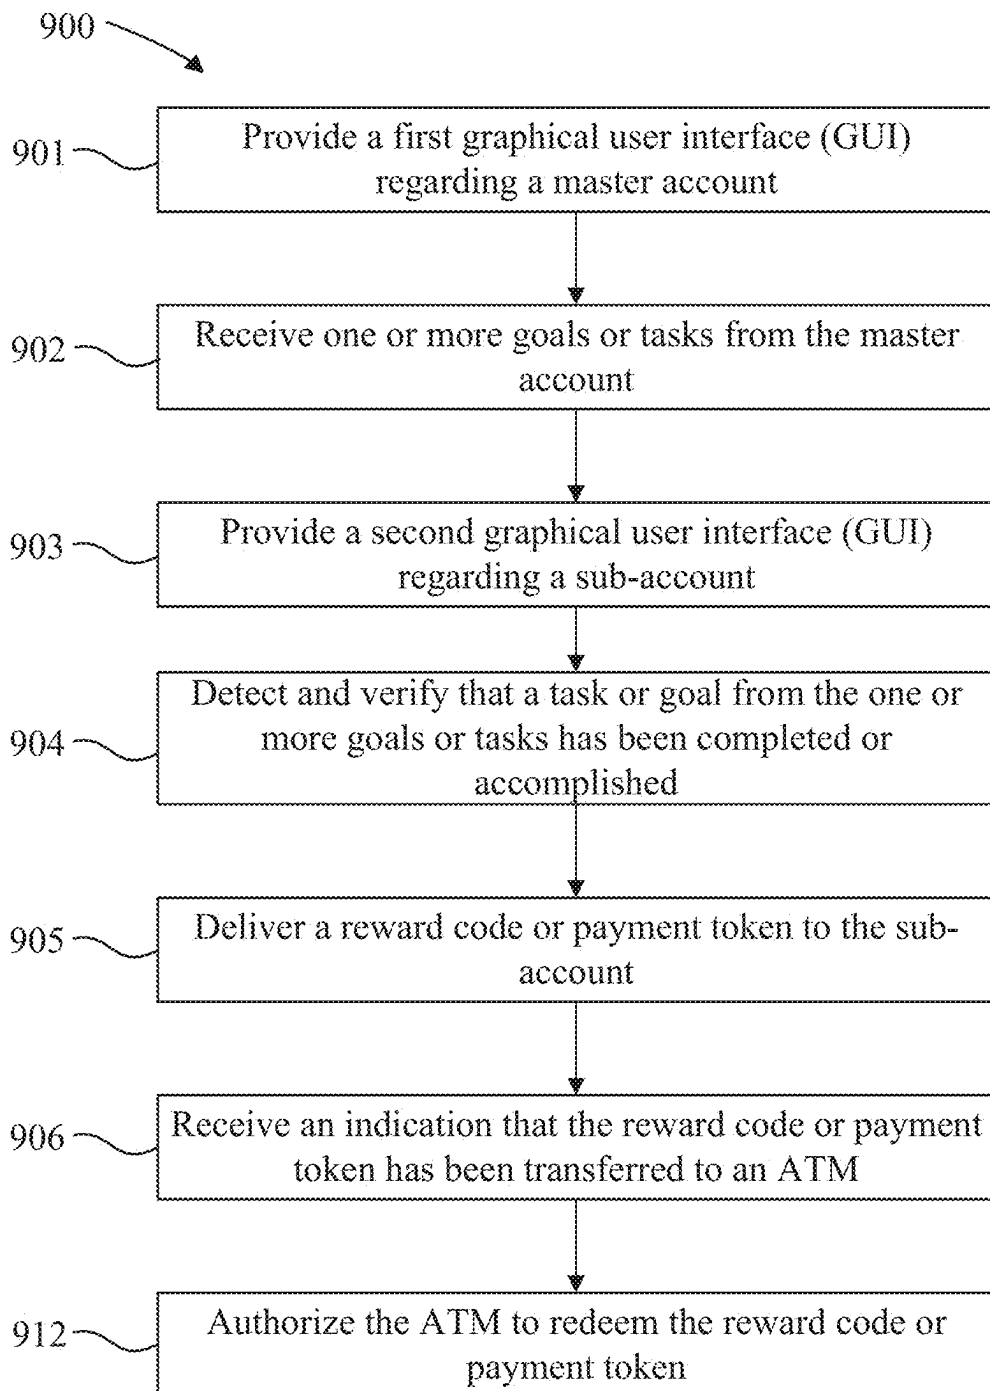 900
901
Provide a first graphical user interface (GUI)
regarding a master account
902
Receive one or more goals or tasks from the master
account
903
Provide a second graphical user interface (GUI)
regarding a sub-account
904
Detect and verify that a task or goal from the one or
more goals or tasks has been completed or
accomplished
905
Deliver a reward code or payment token to the sub-
account
906
Receive an indication that the reward code or payment
token has been transferred to an ATM
912
Authorize the ATM to redeem the reward code or
payment token